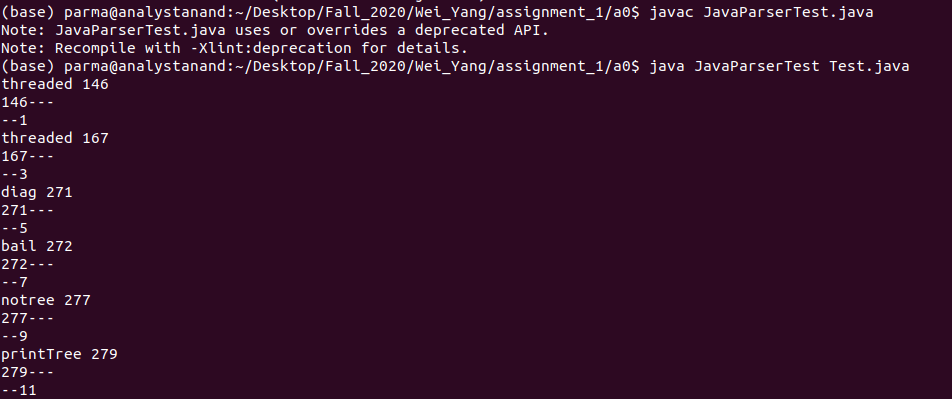 (base) parma@analystanand:~/Desktop/Fall_2020/Wei_Yang/assignment_1/a0$ javac JavaParserTest.java
Note: JavaParserTest.java uses or overrides a deprecated API.
Note: Recompile with -Xlint:deprecation for details.
(base) parma@analystanand:~/Desktop/Fall_2020/Wei_Yang/assignment_1/a0$ java JavaParserTest Test.java
threaded 146
146---
--1
threaded 167
167---
--3
diag 271
271---
--5
bail 272
272---
--7
notree 277
277---
--9
printTree 279
279---
--11